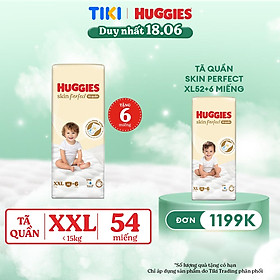 TIKI HUGGIES
Duy nhất 18.06
TÃ QUẦN
SKIN PERFECT
XL52+6 MIẾNG
HUGGIES
skin perfect
TẶNG
6
miếng
XXL
HUGGIES
skin perfect
ĐƠN 1199K
TÃ QUẦN
XXL
<15kg
54
miếng
*Số lượng quà tặng có hạn
Chỉ áp dụng sản phẩm do Tiki Trading phân phối